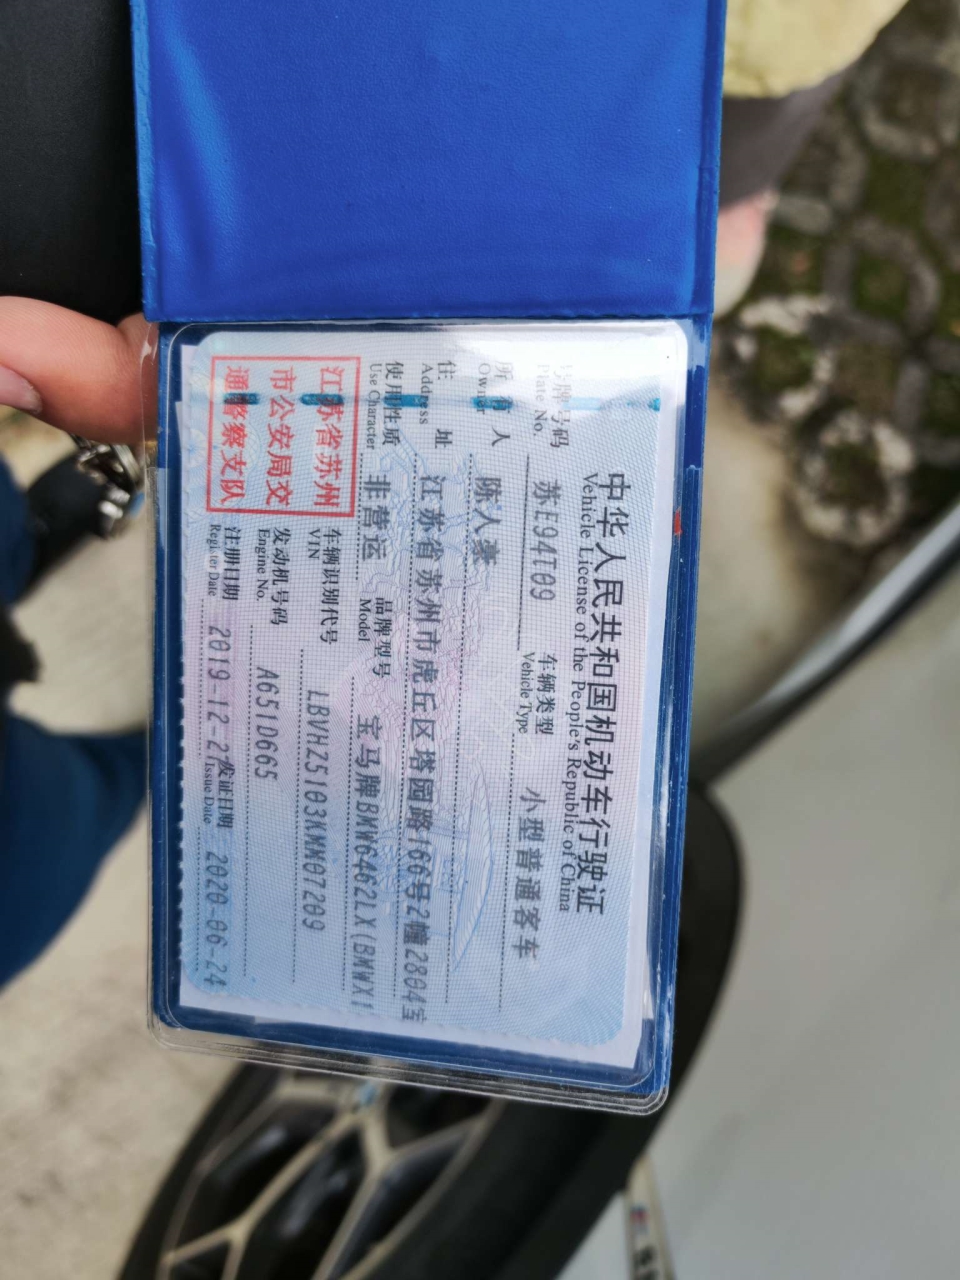 中华人民共和国机动车行驶证
Vehicle License of the People's Republic of China
号牌号码 苏E94T09 车辆类型 小型普通客车
Plate No. Vehicle Type
所有人 陈人豪
Owner
住址 江苏省苏州市虎丘区塔园路166号2幢2804室
Address
使用性质 非营运 品牌型号 宝马牌BMW6462LX(BMWX1)
Use Character Model
江苏省苏州
市公安局交
通警察支队
车辆识别代号 LBVHZ5103KMM07209
VIN
发动机号码 A651D665
Engine No.
注册日期 2019-12-27 发证日期 2020-06-24
Register Date Issue Date